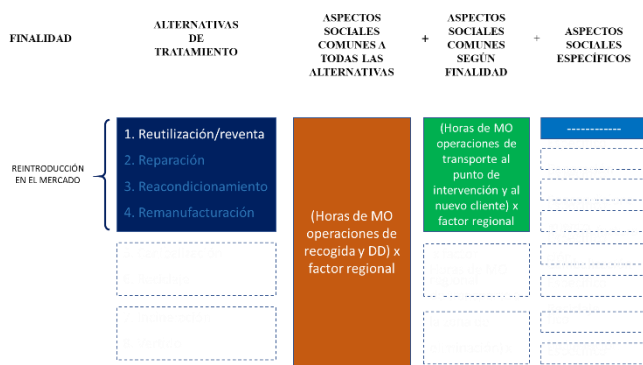 FINALIDAD
ALTERNATIVAS
DE
TRATAMIENTO
ASPECTOS
SOCIALES
COMUNES A
TODAS LAS
ALTERNATIVAS
+
ASPECTOS
SOCIALES
COMUNES
SEGÚN
FINALIDAD
+
ASPECTOS
SOCIALES
ESPECÍFICOS
REINTRODUCCIÓN
EN EL MERCADO
1. Reutilización/reventa
2. Reparación
3. Reacondicionamiento
4. Remanufacturación
(Horas de MO
operaciones de
recogida y DD) x
factor regional
(Horas de MO
operaciones de
transporte al
punto de
intervención y al
nuevo cliente) x
factor regional
------------